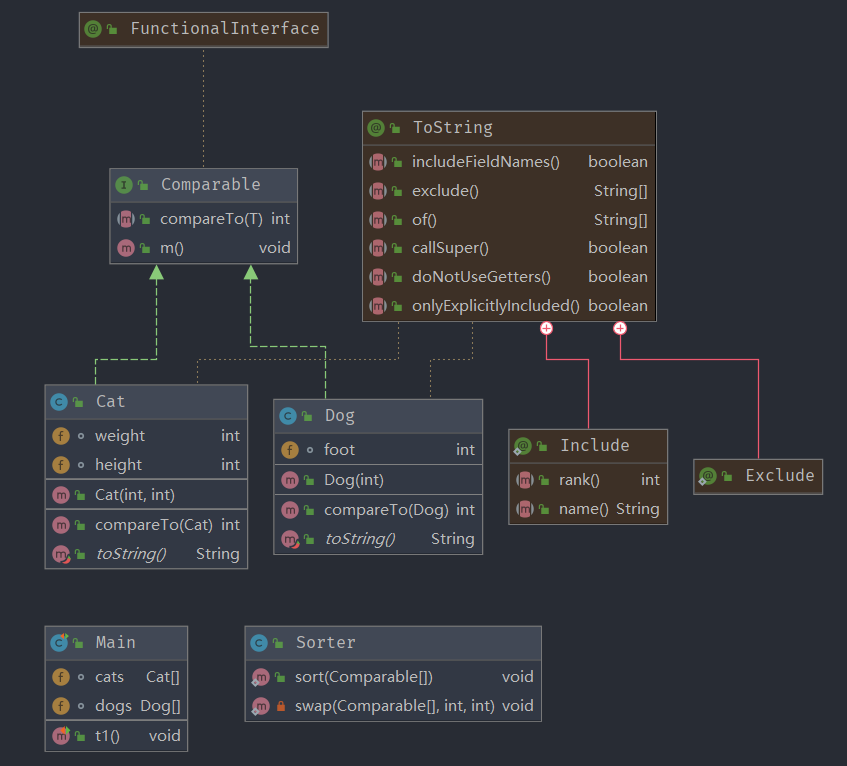 FunctionalInterface
ToString
includeFieldNames() boolean
exclude() String[]
of() String[]
callSuper() boolean
doNotUseGetters() boolean
onlyExplicitlyIncluded() boolean
Comparable
compareTo(T) int
m() void
Cat
weight int
height int
Cat(int, int)
compareTo(Cat) int
toString() String
Dog
foot int
Dog(int)
compareTo(Dog) int
toString() String
Include
rank() int
name() String
Exclude
Main
cats Cat[]
dogs Dog[]
t1() void
Sorter
sort(Comparable[]) void
swap(Comparable[], int, int) void